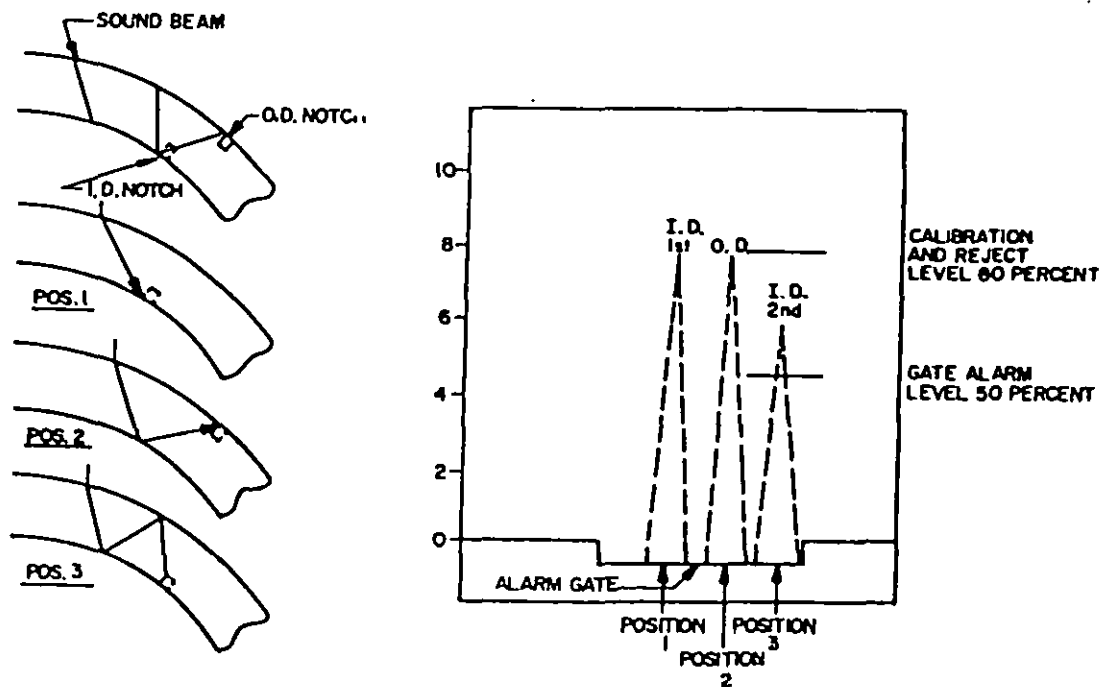 SOUND BEAM
O.D. NOTCH
I.D. NOTCH
POS. 1
POS. 2
POS. 3
10
8
6
4
2
0
I.D.
1st
O.D.
I.D.
2nd
CALIBRATION
AND REJECT
LEVEL 80 PERCENT
GATE ALARM
LEVEL 50 PERCENT
ALARM GATE
POSITION
1
POSITION
2
POSITION
3